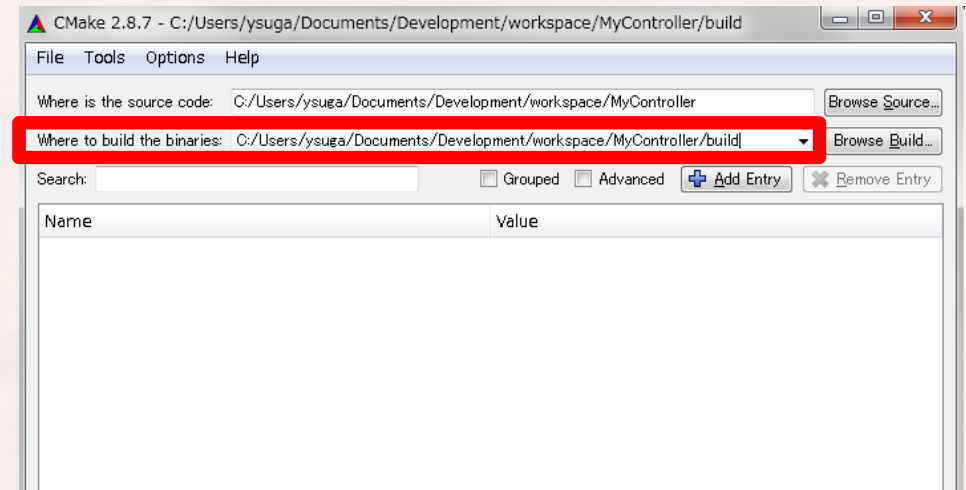 CMake 2.8.7 - C:/Users/ysuga/Documents/Development/workspace/MyController/build
File Tools Options Help
Where is the source code: C:/Users/ysuga/Documents/Development/workspace/MyController Browse Source...
Where to build the binaries: C:/Users/ysuga/Documents/Development/workspace/MyController/build Browse Build...
Search: Grouped Advanced Add Entry Remove Entry
Name Value